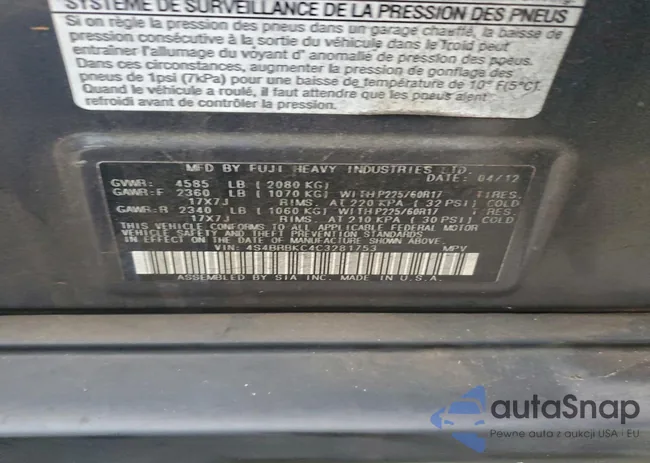 SYSTÈME DE SURVEILLANCE DE LA PRESSION DES PNEUS
Si on règle la pression des pneus dans un garage chauffé, la baisse de
pression consécutive à la sortie du véhicule dans le froid peut
entraîner l'allumage du voyant d' anomalie de pression des pneus.
Dans ces circonstances, augmenter la pression de gonflage des
pneus de 1psi (7kPa) pour une baisse de température de 10° F(5°C).
Quand le véhicule a roulé, il faut attendre que les pneus aient
refroidi avant de contrôler la pression.
MFD BY FUJI HEAVY INDUSTRIES LTD.
DATE: 04/12
GVWR: 4585 LB ( 2080 KG)
GAWR:F 2360 LB ( 1070 KG) WITH P225/60R17 TIRES.
17X7J RIMS. AT 220 KPA ( 32 PSI) COLD
GAWR:R 2340 LB ( 1060 KG) WITH P225/60R17 TIRES.
17X7J RIMS. AT 210 KPA ( 30 PSI) COLD
THIS VEHICLE CONFORMS TO ALL APPLICABLE FEDERAL MOTOR
VEHICLE SAFETY AND THEFT PREVENTION STANDARDS
IN EFFECT ON THE DATE OF MANUFACTURE SHOWN ABOVE.
VIN: 4S4BRBKC4C3281753 MPV
ASSEMBLED BY SIA INC. MADE IN U.S.A.
autaSnap
Pewne auta z aukcji USA i EU